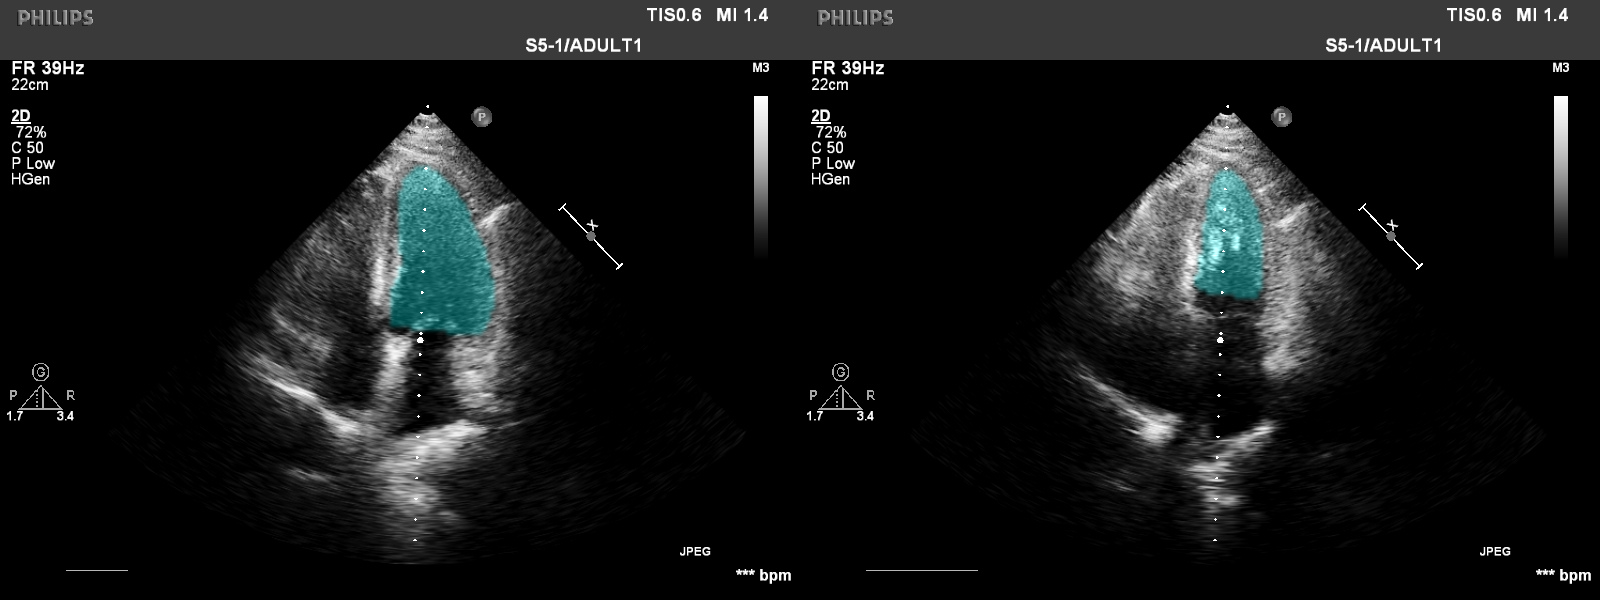 PHILIPS
TIS0.6 MI 1.4
S5-1/ADULT1
FR 39Hz
22cm
M3
2D
72%
C 50
P Low
HGen
P
X
G
P R
1.7 3.4
JPEG
*** bpm
PHILIPS
TIS0.6 MI 1.4
S5-1/ADULT1
FR 39Hz
22cm
M3
2D
72%
C 50
P Low
HGen
P
X
G
P R
1.7 3.4
JPEG
*** bpm